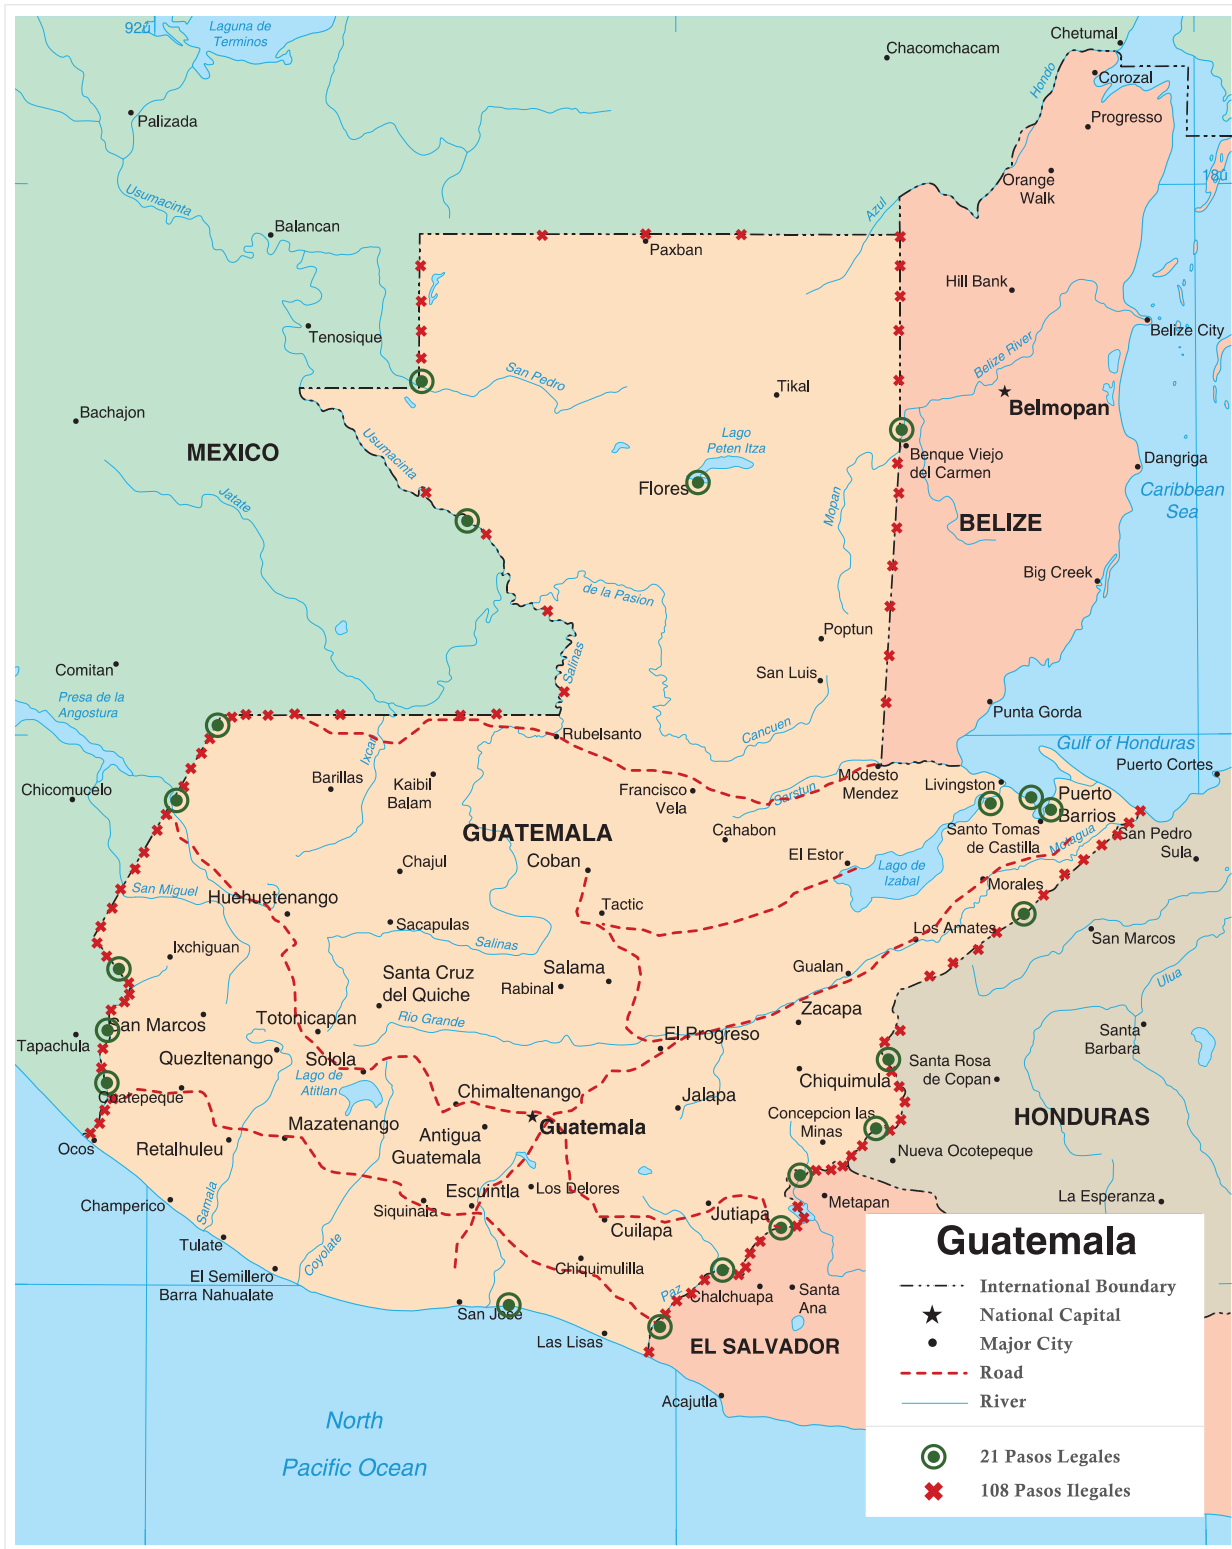 92ú
Laguna de
Terminos
Chetumal
Chacomchacam
Corozal
Hondo
Palizada
Progresso
Orange
Walk
18ú
Usumacinta
Azul
Balancan
Paxban
Hill Bank
Tenosique
Belize City
Belize River
San Pedro
Tikal
Bachajon
Belmopan
MEXICO
Usumacinta
Lago
Peten Itza
Benque Viejo
del Carmen
Dangriga
Flores
Jatate
Mopan
Caribbean
Sea
BELIZE
Big Creek
de la Pasion
Poptun
Comitan
Salinas
San Luis
Presa de la
Angostura
Punta Gorda
Cancuen
Rubelsanto
Gulf of Honduras
Ixcan
Puerto Cortes
Barillas
Kaibil
Balam
Modesto
Mendez
Livingston
Chicomucelo
Francisco
Vela
Sarstun
Puerto
Barrios
GUATEMALA
Cahabon
Santo Tomas
de Castilla
Motagua
San Pedro
Sula
Chajul
Coban
El Estor
Lago de
Izabal
San Miguel
Huehuetenango
Morales
Tactic
Sacapulas
Los Amates
San Marcos
Ixchiguan
Salinas
Santa Cruz
del Quiche
Salama
Rabinal
Gualan
Ulua
San Marcos
Totonicapan
Rio Grande
Zacapa
Tapachula
El Progreso
Santa
Barbara
Quezltenango
Solola
Santa Rosa
de Copan
Lago de
Atitlan
Chiquimula
Coatepeque
Chimaltenango
Jalapa
HONDURAS
Concepcion las
Minas
Mazatenango
Guatemala
Antigua
Guatemala
Ocos
Retalhuleu
Nueva Ocotepeque
Escuintla
Los Delores
Metapan
La Esperanza
Champerico
Samala
Siquinala
Jutiapa
Cuilapa
Tulate
Coyolate
Chiquimulilla
El Semillero
Barra Nahualate
Paz
Chalchuapa
Santa
Ana
San Jose
Las Lisas
EL SALVADOR
Acajutla
North
Pacific Ocean
Guatemala
International Boundary
National Capital
Major City
Road
River
21 Pasos Legales
108 Pasos Ilegales